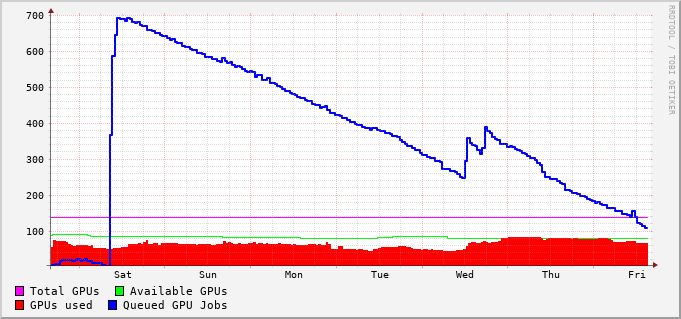 700
600
500
400
300
200
100
Sat Sun Mon Tue Wed Thu Fri
Total GPUs Available GPUs
GPUs used Queued GPU Jobs
RRDTOOL / TOBI OETIKER